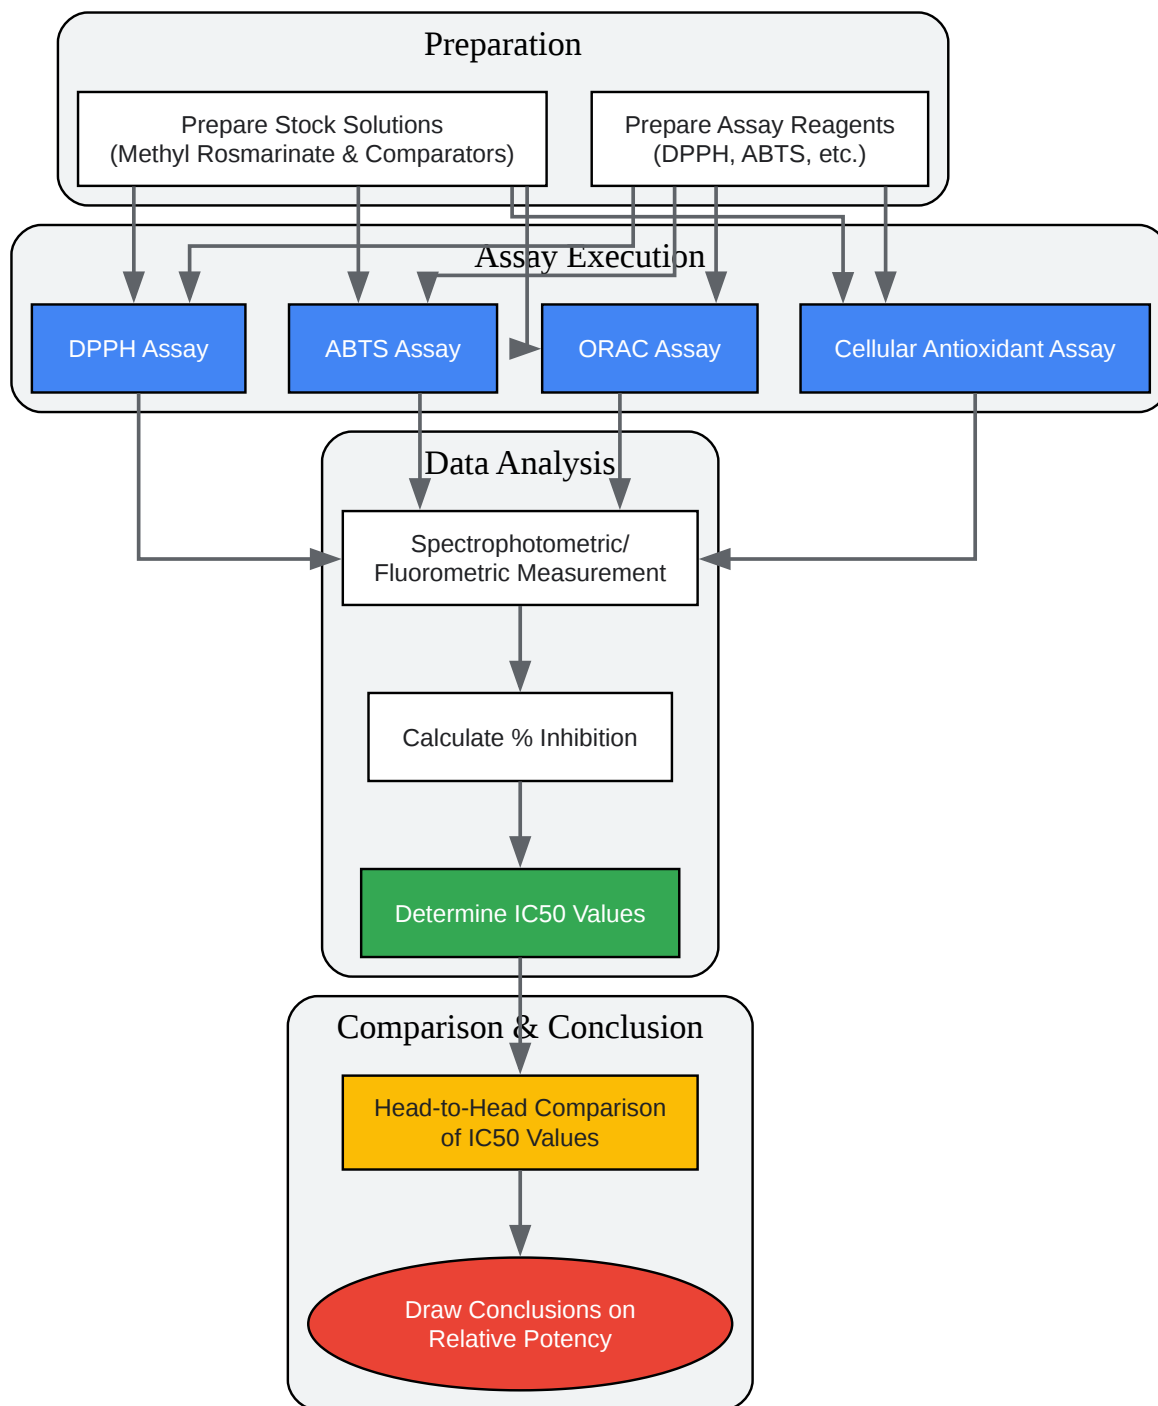 Preparation
Prepare Stock Solutions
(Methyl Rosmarinate & Comparators)
Prepare Assay Reagents
(DPPH, ABTS, etc.)
Assay Execution
DPPH Assay
ABTS Assay
ORAC Assay
Cellular Antioxidant Assay
Data Analysis
Spectrophotometric/
Fluorometric Measurement
Calculate % Inhibition
Determine IC50 Values
Comparison & Conclusion
Head-to-Head Comparison
of IC50 Values
Draw Conclusions on
Relative Potency